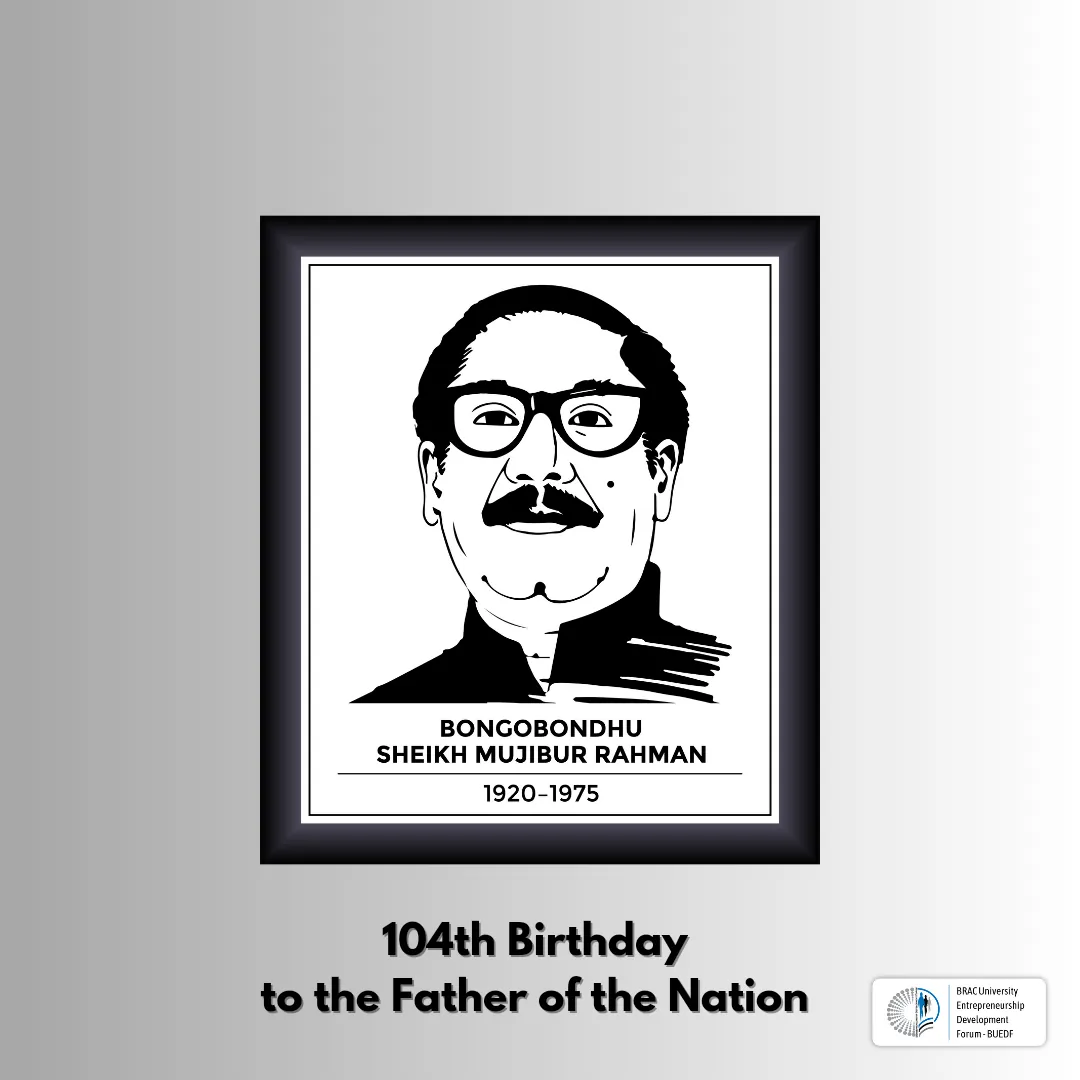 BONGOBONDHU
SHEIKH MUJIBUR RAHMAN
1920-1975
104th Birthday
to the Father of the Nation
BRAC University
Entrepreneurship
Development
Forum - BUEDF